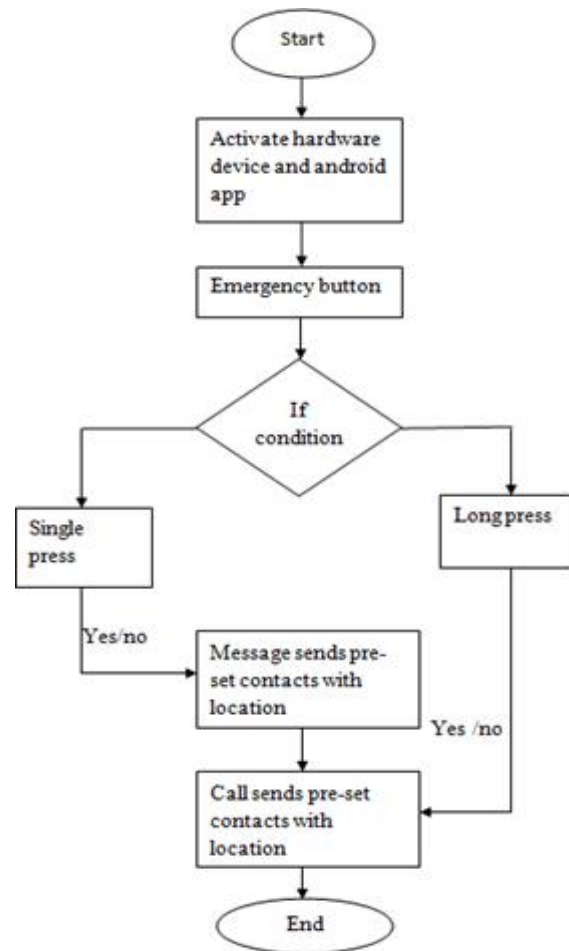 Start
Activate hardware
device and android
app
Emergency button
If
condition
Single
press
Long press
Yes/no
Message sends pre-
set contacts with
location
Yes /no
Call sends pre-set
contacts with
location
End